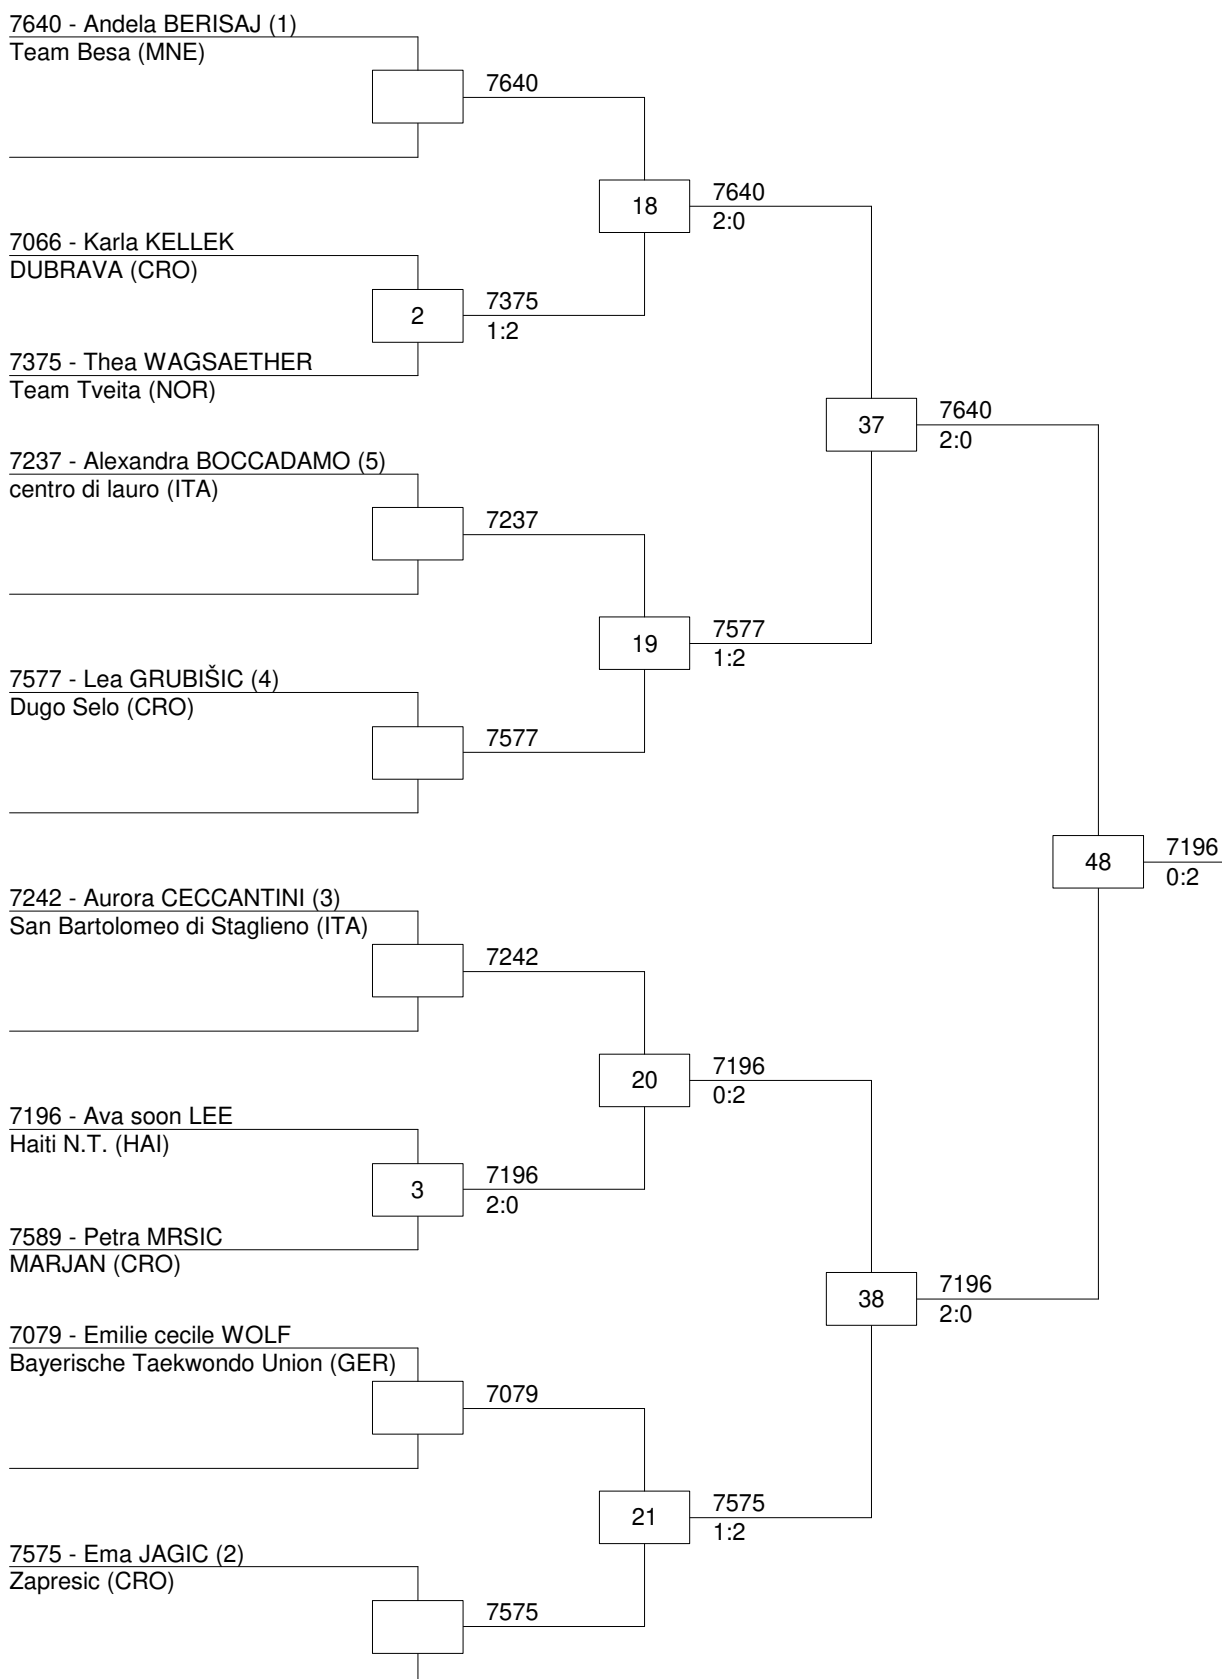 7640 - Andela BERISAJ (1)
Team Besa (MNE)
7640
18
7640
2:0
7066 - Karla KELLEK
DUBRAVA (CRO)
2
7375
1:2
7375 - Thea WAGSAETHER
Team Tveita (NOR)
37
7640
2:0
7237 - Alexandra BOCCADAMO (5)
centro di lauro (ITA)
7237
19
7577
1:2
7577 - Lea GRUBIŠIC (4)
Dugo Selo (CRO)
7577
48
7196
0:2
7242 - Aurora CECCANTINI (3)
San Bartolomeo di Staglieno (ITA)
7242
20
7196
0:2
7196 - Ava soon LEE
Haiti N.T. (HAI)
3
7196
2:0
7589 - Petra MRSIC
MARJAN (CRO)
38
7196
2:0
7079 - Emilie cecile WOLF
Bayerische Taekwondo Union (GER)
7079
21
7575
1:2
7575 - Ema JAGIC (2)
Zapresic (CRO)
7575